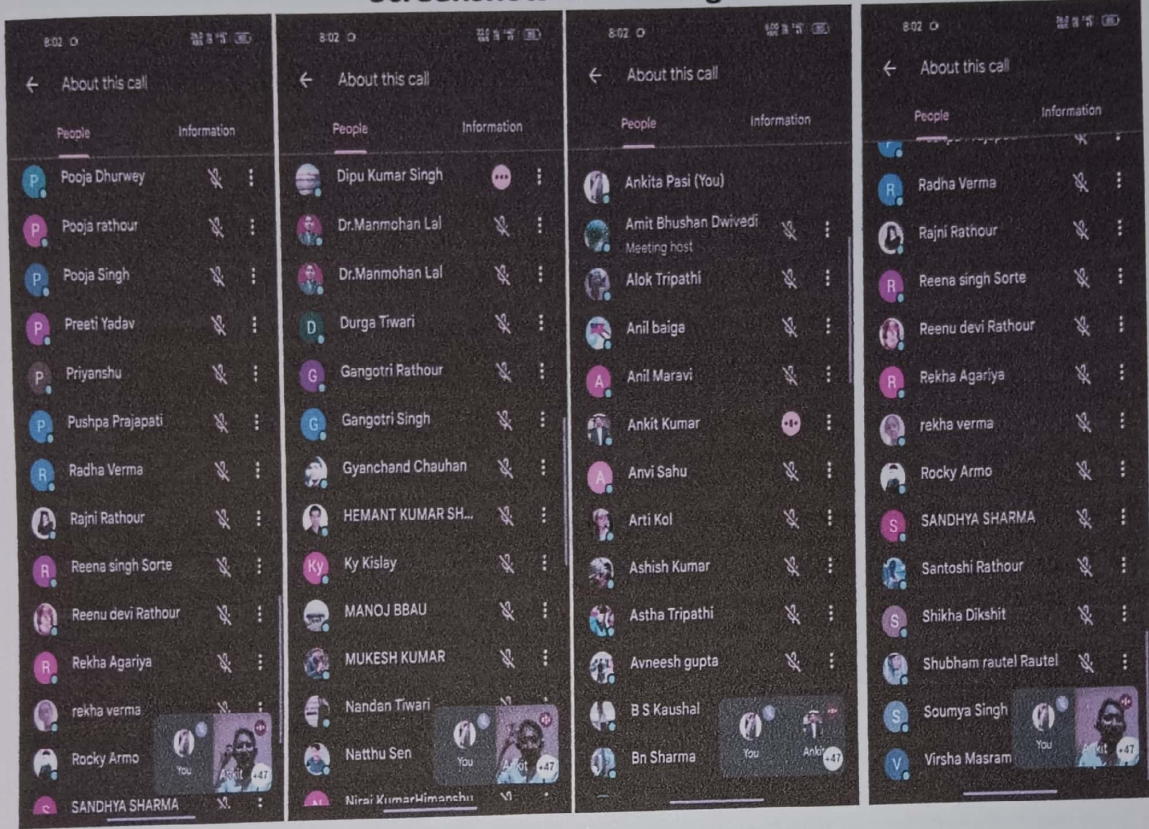 8:02
About this call
People Information
P Pooja Dhurwey
P Pooja rathour
P Pooja Singh
P Preeti Yadav
P Priyanshu
P Pushpa Prajapati
R Radha Verma
Rajni Rathour
R Reena singh Sorte
Reenu devi Rathour
R Rekha Agariya
rekha verma
Rocky Armo
You Ankit +47
S SANDHYA SHARMA
8:02
About this call
People Information
Dipu Kumar Singh
Dr.Manmohan Lal
Dr.Manmohan Lal
D Durga Tiwari
G Gangotri Rathour
G Gangotri Singh
Gyanchand Chauhan
HEMANT KUMAR SH...
Ky Ky Kislay
MANOJ BBAU
MUKESH KUMAR
Nandan Tiwari
Natthu Sen
You Ankit +47
N Niraj KumarHimanshu
8:02
About this call
People Information
Ankita Pasi (You)
Amit Bhushan Dwivedi
Meeting host
Alok Tripathi
Anil baiga
A Anil Maravi
Ankit Kumar
A Anvi Sahu
Arti Kol
Ashish Kumar
Astha Tripathi
Avneesh gupta
B S Kaushal
Bn Sharma
You Ankit +47
8:02
About this call
People Information
R Radha Verma
Rajni Rathour
R Reena singh Sorte
Reenu devi Rathour
R Rekha Agariya
rekha verma
Rocky Armo
S SANDHYA SHARMA
Santoshi Rathour
S Shikha Dikshit
Shubham rautel Rautel
S Soumya Singh
V Virsha Masram
You Ankit +47